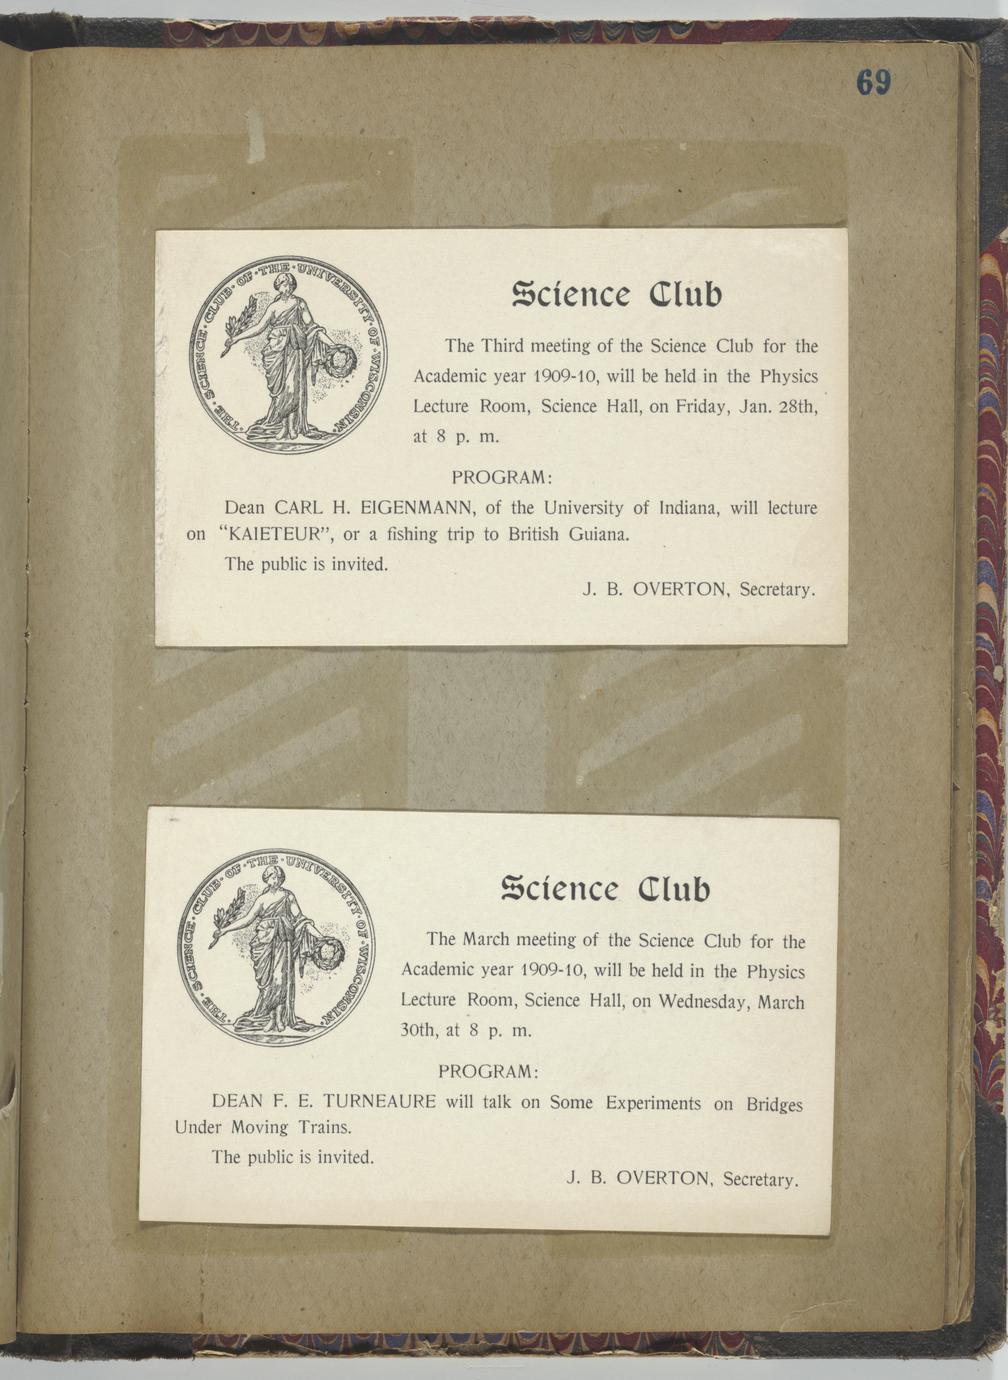 69
THE · SCIENCE · CLUB · OF · THE · UNIVERSITY · OF · WISCONSIN ·
Science Club
The Third meeting of the Science Club for the
Academic year 1909-10, will be held in the Physics
Lecture Room, Science Hall, on Friday, Jan. 28th,
at 8 p. m.
PROGRAM:
Dean CARL H. EIGENMANN, of the University of Indiana, will lecture
on “KAIETEUR”, or a fishing trip to British Guiana.
The public is invited.
J. B. OVERTON, Secretary.
THE · SCIENCE · CLUB · OF · THE · UNIVERSITY · OF · WISCONSIN ·
Science Club
The March meeting of the Science Club for the
Academic year 1909-10, will be held in the Physics
Lecture Room, Science Hall, on Wednesday, March
30th, at 8 p. m.
PROGRAM:
DEAN F. E. TURNEAURE will talk on Some Experiments on Bridges
Under Moving Trains.
The public is invited.
J. B. OVERTON, Secretary.